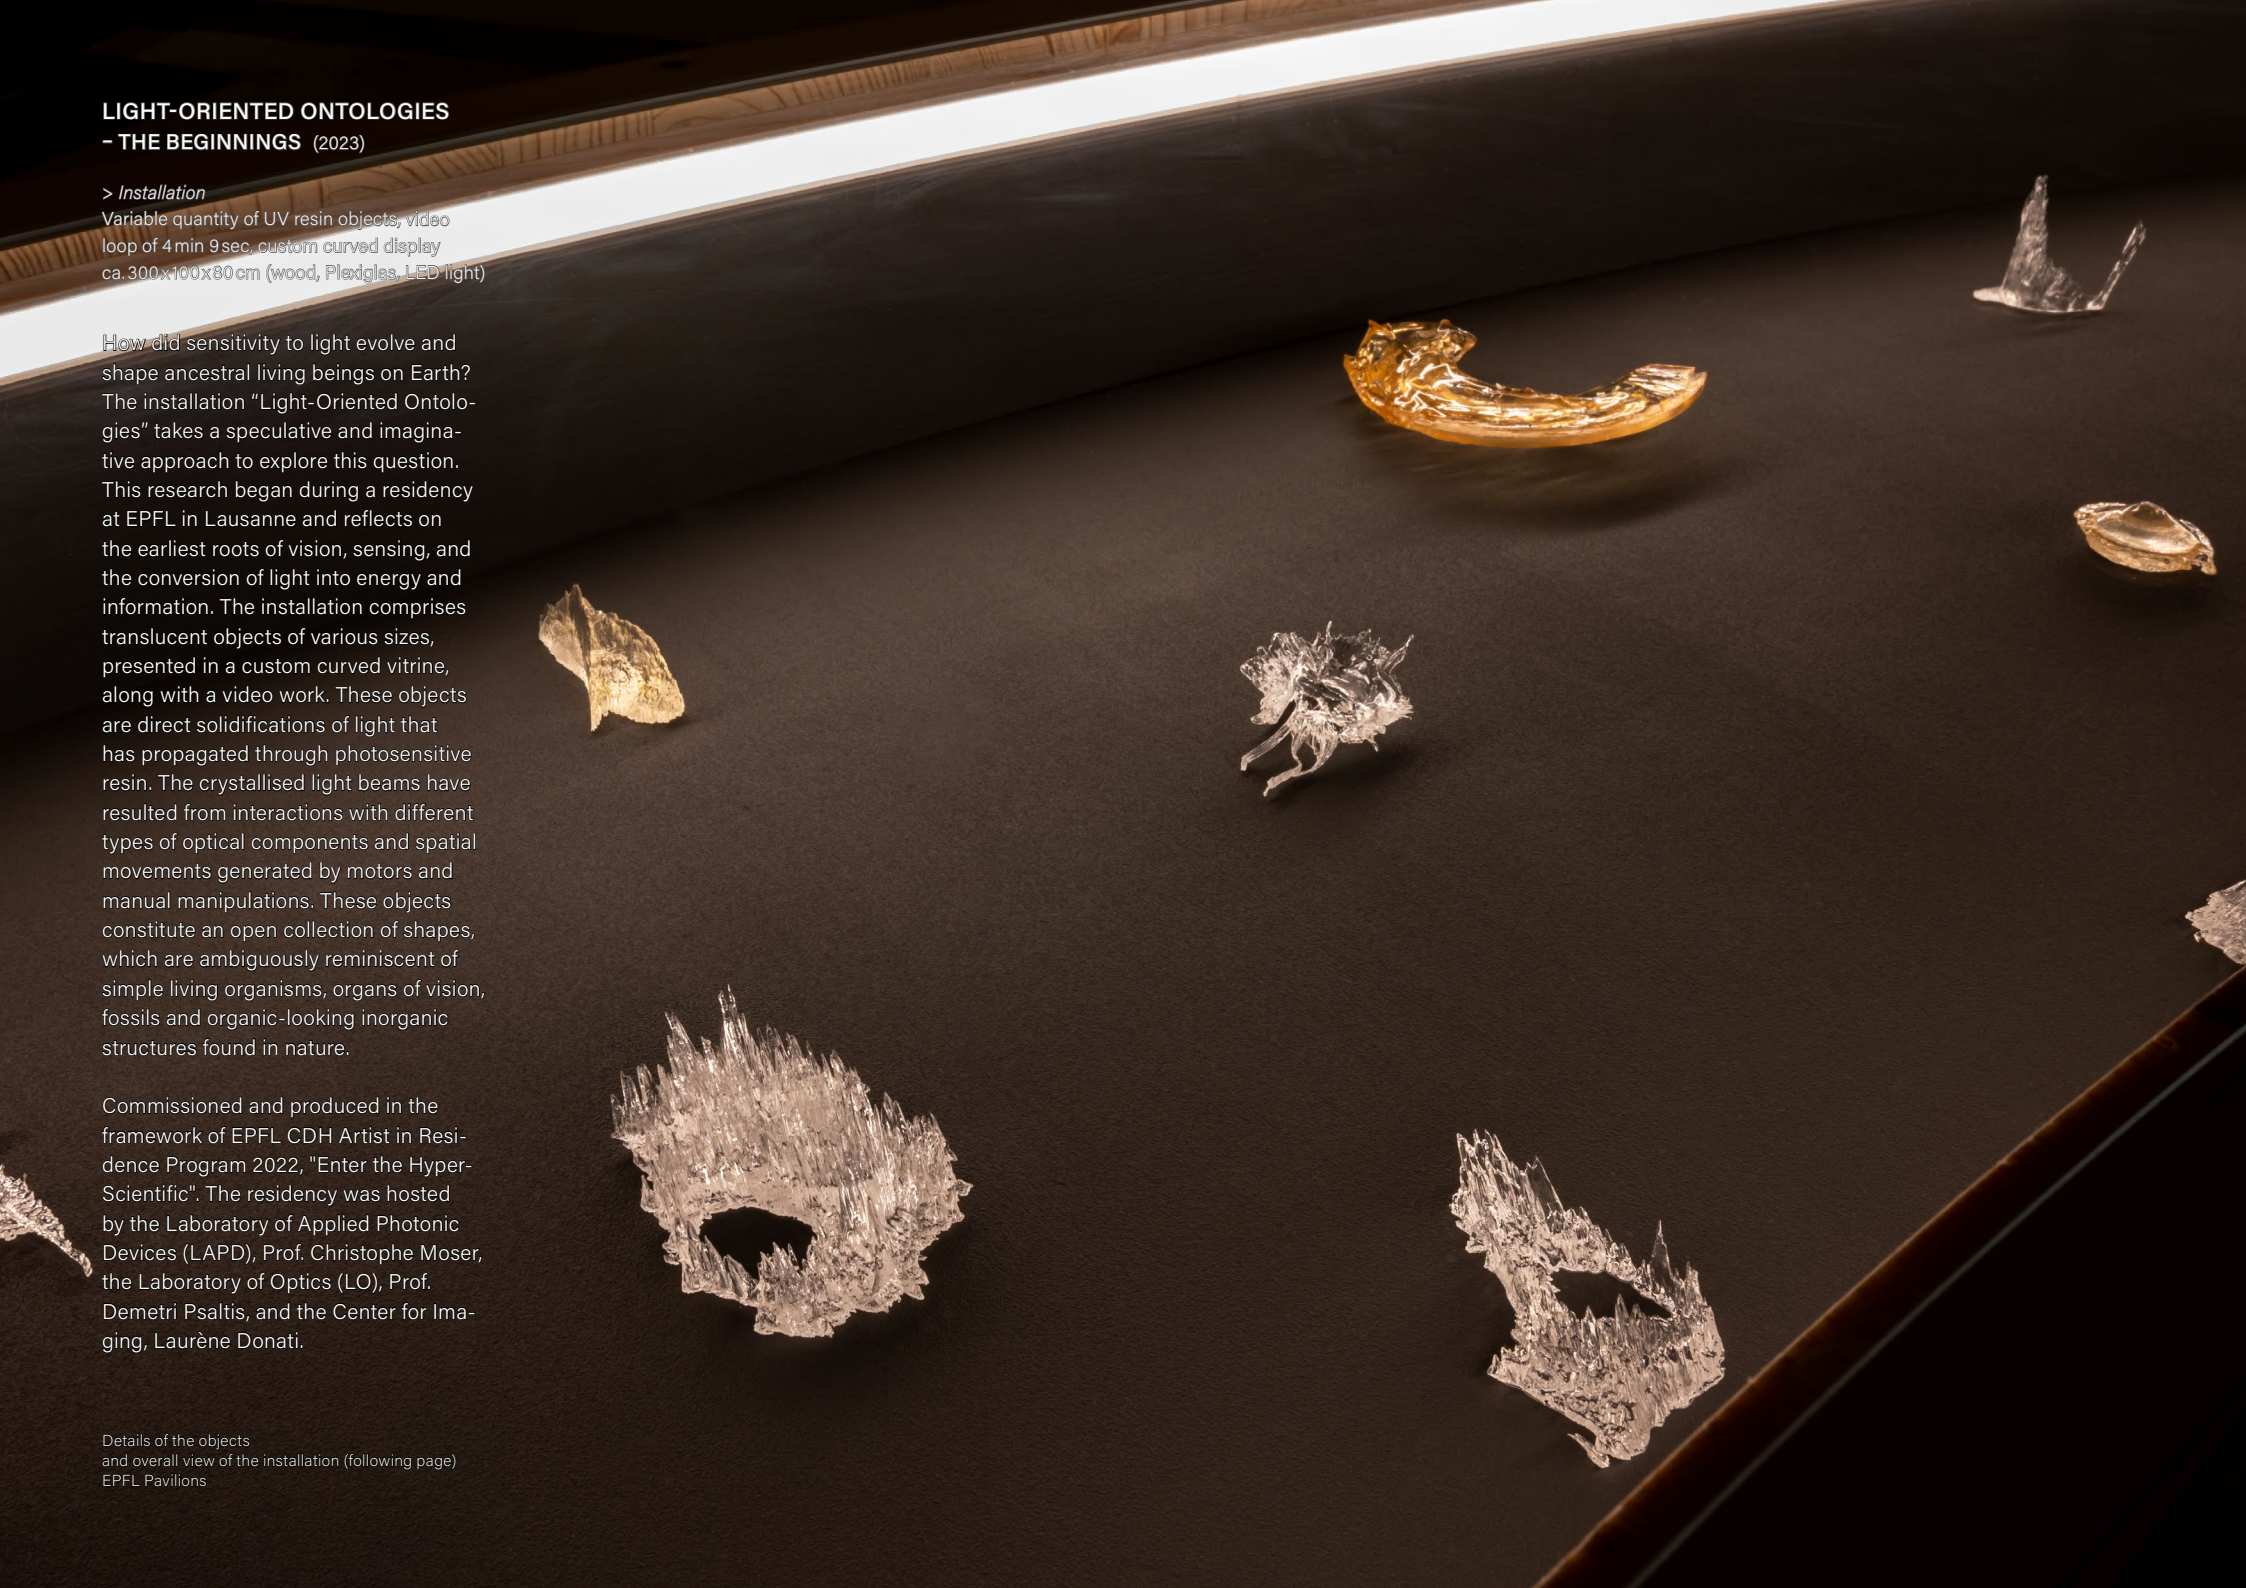 LIGHT-ORIENTED ONTOLOGIES
– THE BEGINNINGS (2023)
> Installation
Variable quantity of UV resin objects, video
loop of 4 min 9 sec, custom curved display
ca. 300x100x80 cm (wood, Plexiglas, LED light)
How did sensitivity to light evolve and
shape ancestral living beings on Earth?
The installation “Light-Oriented Ontolo-
gies” takes a speculative and imagina-
tive approach to explore this question.
This research began during a residency
at EPFL in Lausanne and reflects on
the earliest roots of vision, sensing, and
the conversion of light into energy and
information. The installation comprises
translucent objects of various sizes,
presented in a custom curved vitrine,
along with a video work. These objects
are direct solidifications of light that
has propagated through photosensitive
resin. The crystallised light beams have
resulted from interactions with different
types of optical components and spatial
movements generated by motors and
manual manipulations. These objects
constitute an open collection of shapes,
which are ambiguously reminiscent of
simple living organisms, organs of vision,
fossils and organic-looking inorganic
structures found in nature.
Commissioned and produced in the
framework of EPFL CDH Artist in Resi-
dence Program 2022, "Enter the Hyper-
Scientific". The residency was hosted
by the Laboratory of Applied Photonic
Devices (LAPD), Prof. Christophe Moser,
the Laboratory of Optics (LO), Prof.
Demetri Psaltis, and the Center for Ima-
ging, Laurène Donati.
Details of the objects
and overall view of the installation (following page)
EPFL Pavilions